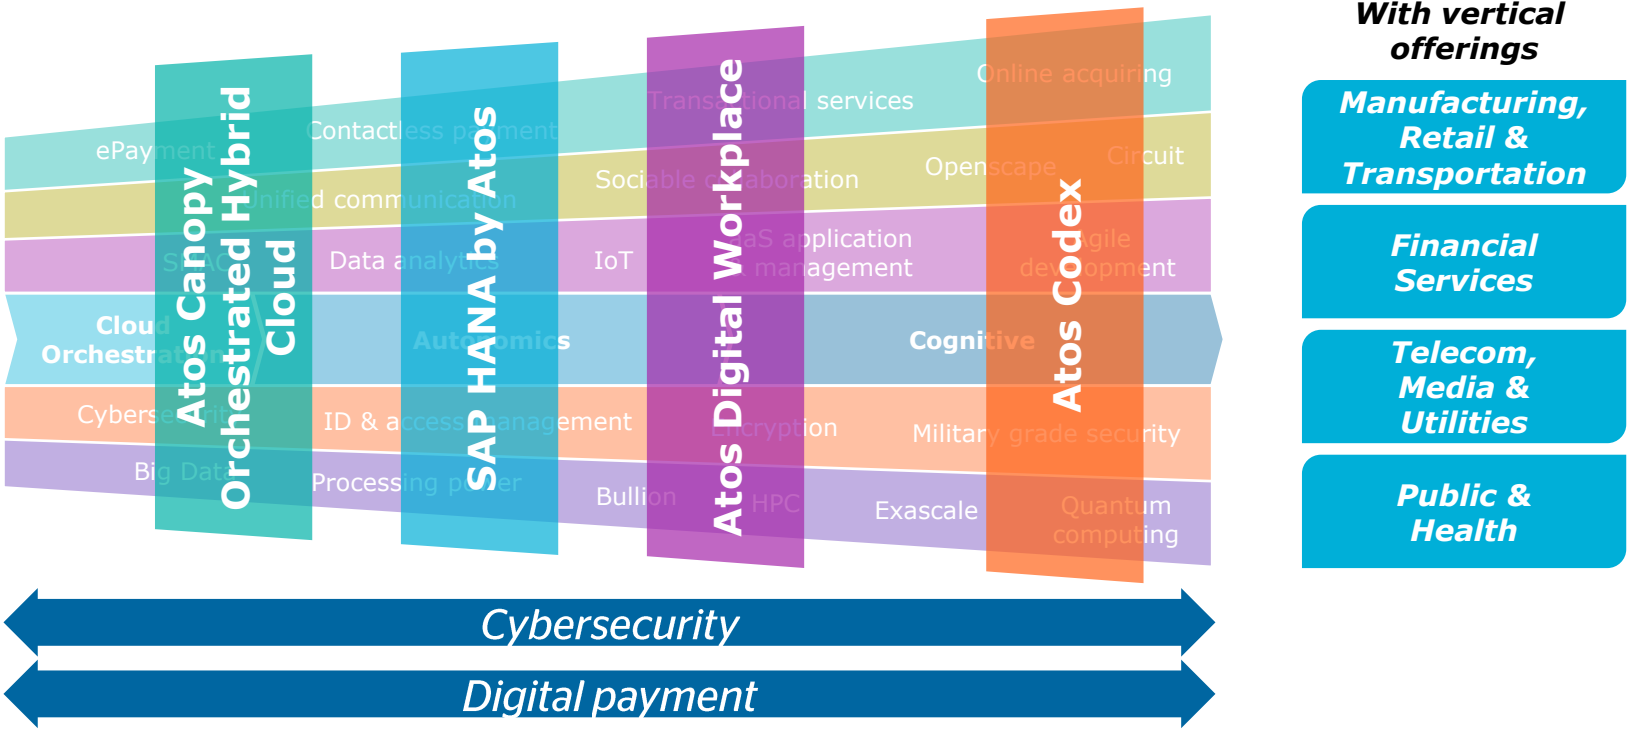 With vertical
offerings
Manufacturing,
Retail &
Transportation
Financial
Services
Telecom,
Media &
Utilities
Public &
Health
Atos Canopy
Orchestrated Hybrid
Cloud
SAP HANA by Atos
Atos Digital Workplace
Atos Codex
ePayment
Contactless payment
Transactional services
Online acquiring
Unified communication
Sociable collaboration
Openscape
Circuit
SMAC
Data analytics
IoT
application
& management
Agile
development
Cloud
Orchestration
Autonomics
Cognitive
Cybersecurity
ID & access management
Encryption
Military grade security
Big Data
Processing power
Bullion
HPC
Exascale
Quantum
computing
Cybersecurity
Digital payment